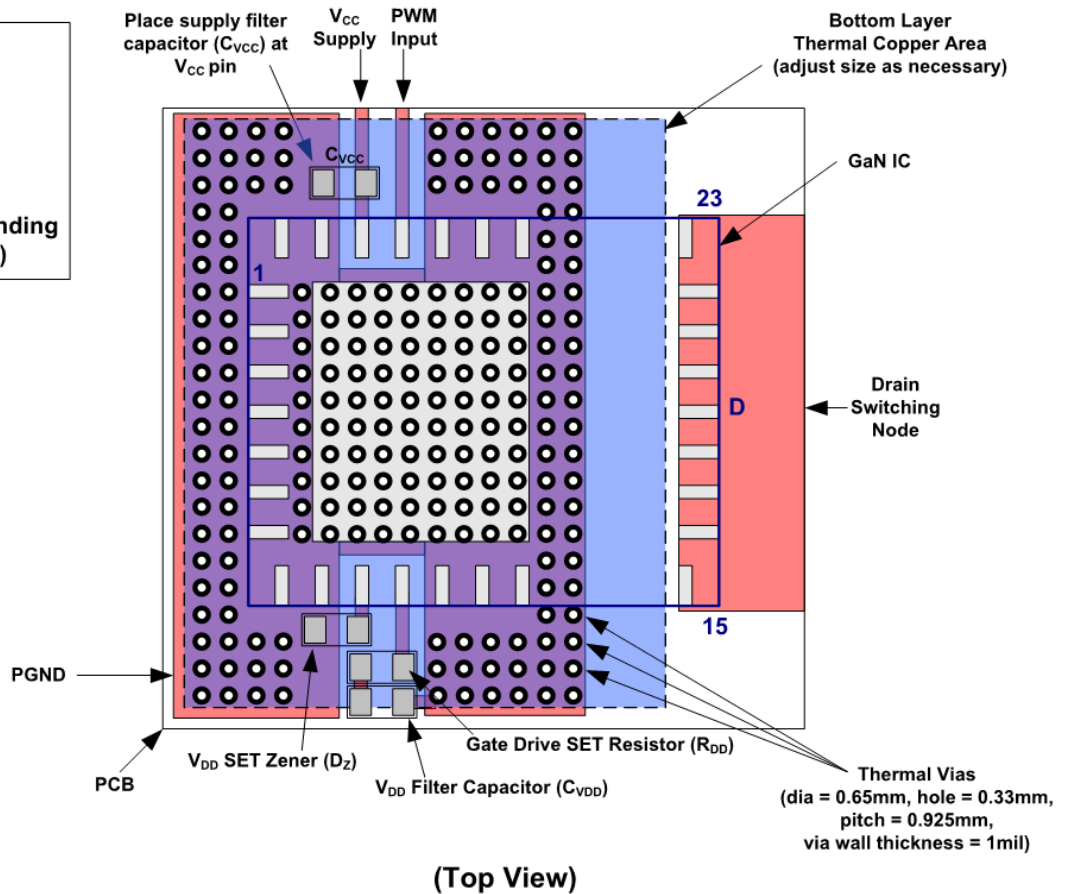 Place supply filter
capacitor (CVCC) at
VCC pin
VCC
Supply
PWM
Input
Bottom Layer
Thermal Copper Area
(adjust size as necessary)
CVCC
GaN IC
23
)
1
D
Drain
Switching
Node
15
PGND
PCB
VDD SET Zener (DZ)
Gate Drive SET Resistor (RDD)
VDD Filter Capacitor (CVDD)
Thermal Vias
(dia = 0.65mm, hole = 0.33mm,
pitch = 0.925mm,
via wall thickness = 1mil)
(Top View)